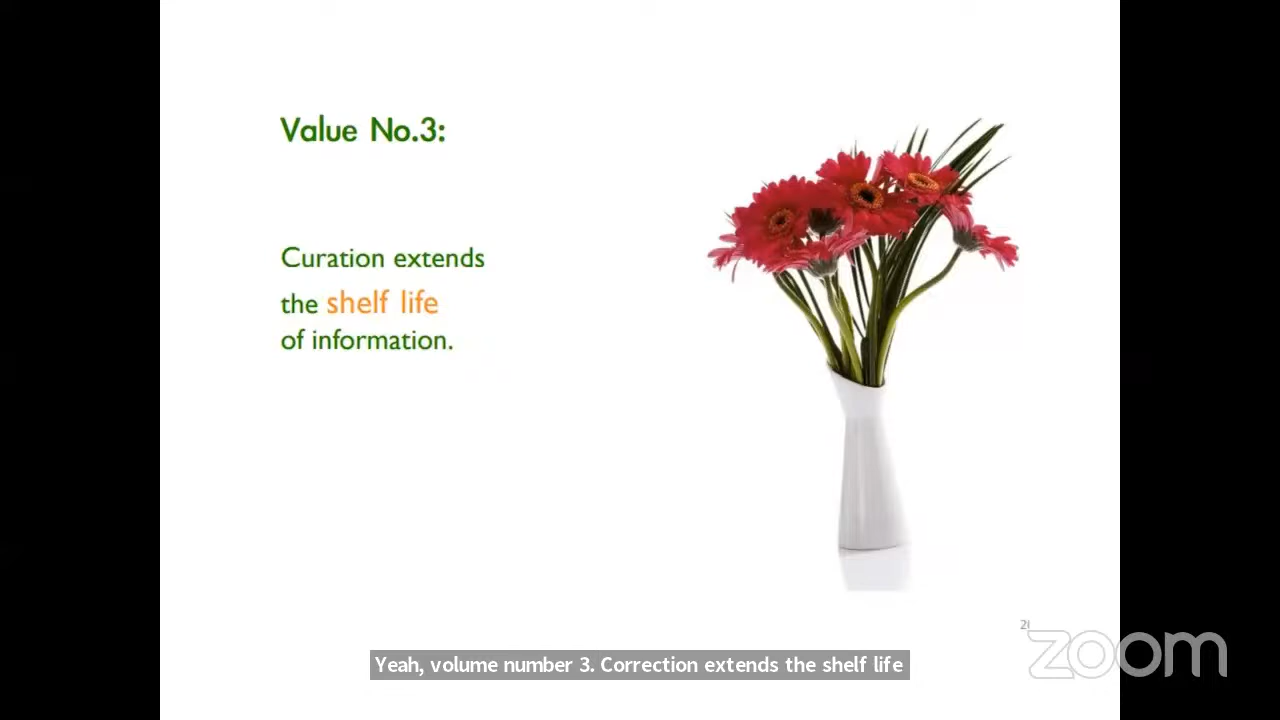 Value No.3:
Curation extends
the shelf life
of information.
Yeah, volume number 3. Correction extends the shelf life
zoom